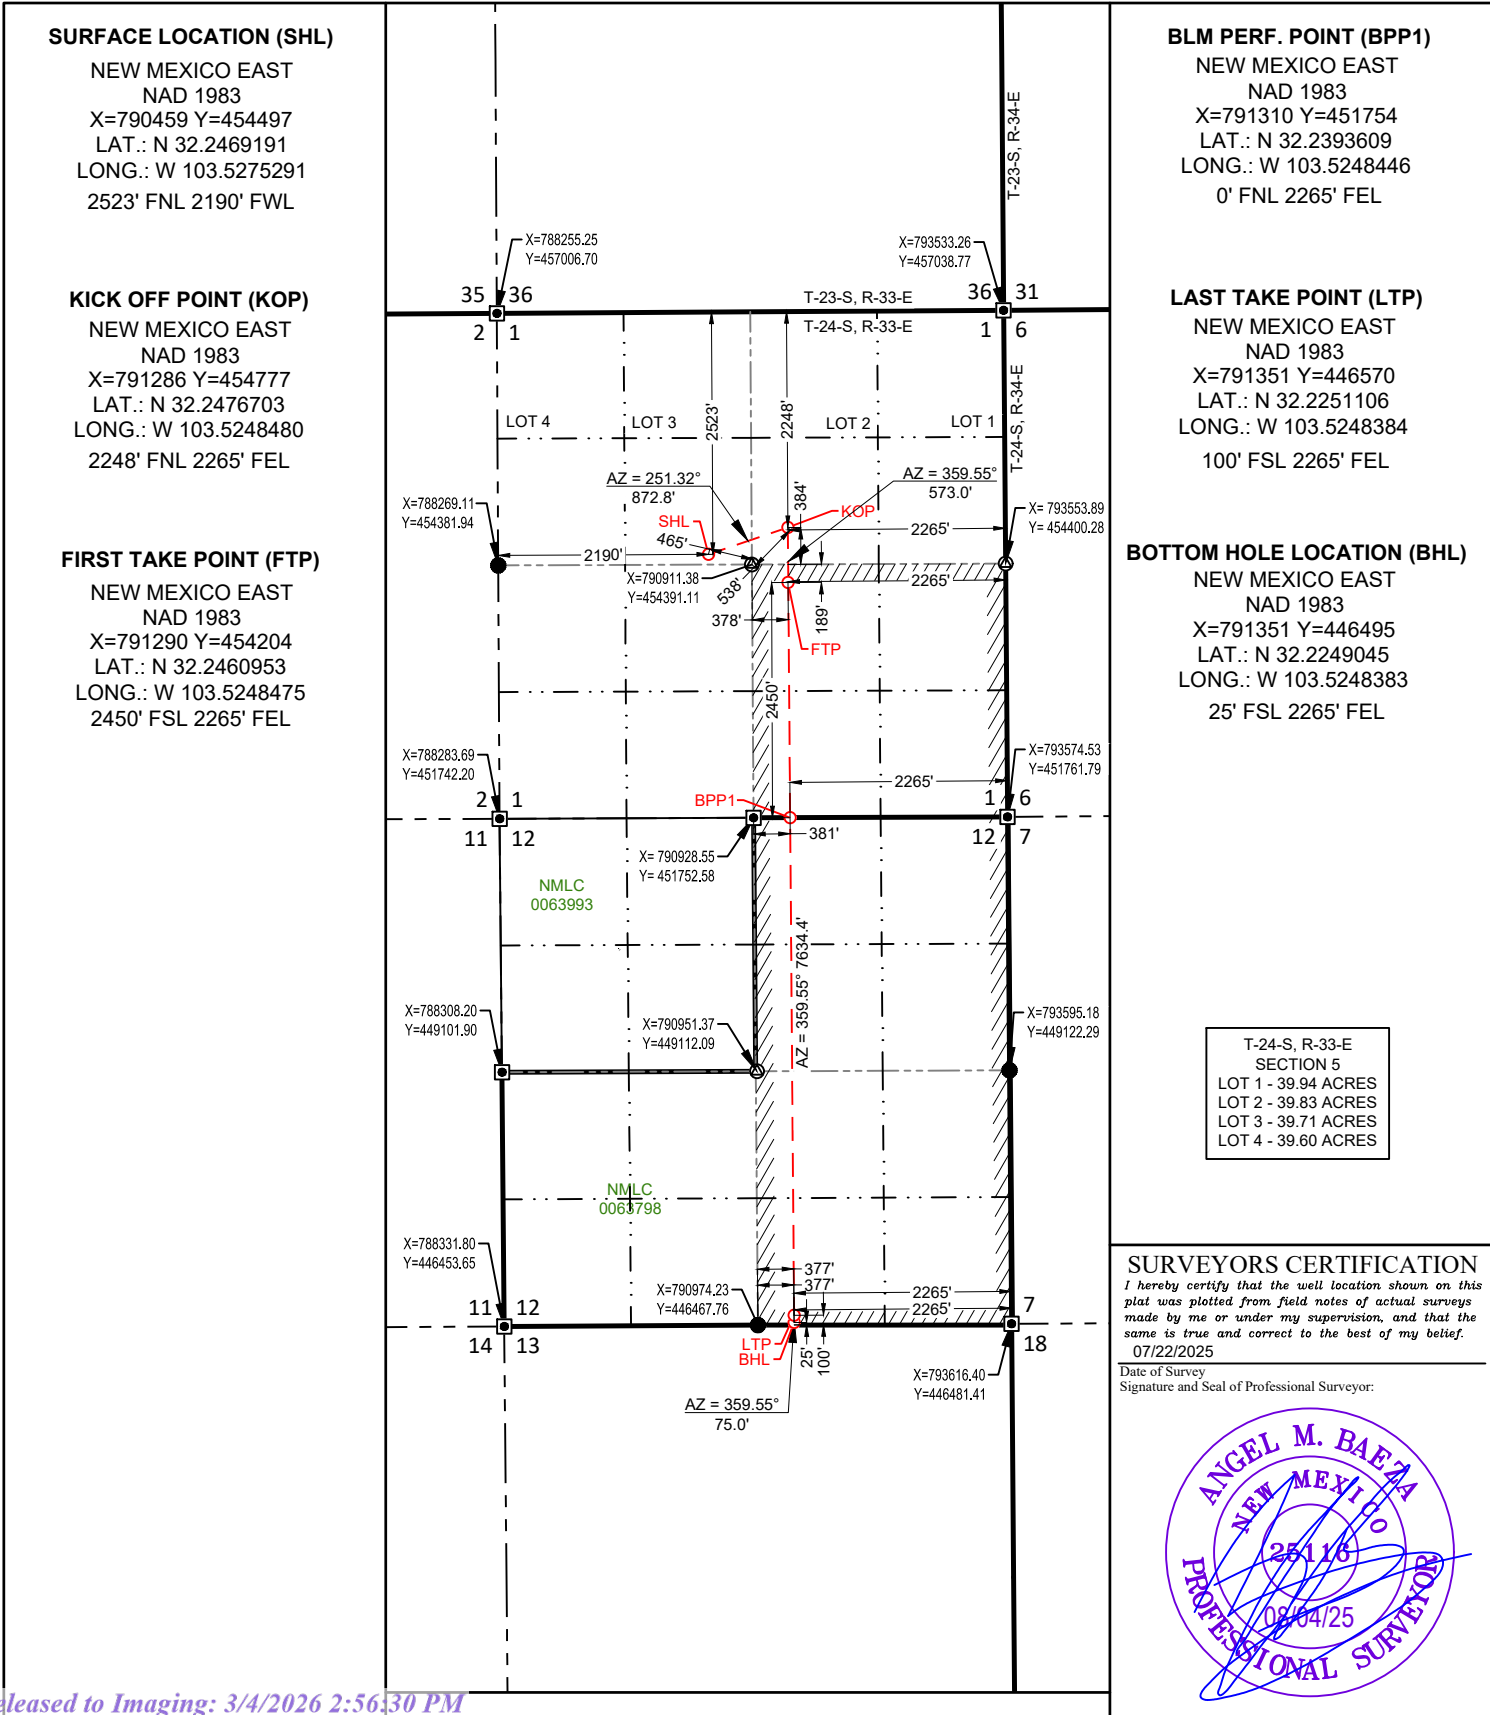 SURFACE LOCATION (SHL)
NEW MEXICO EAST
NAD 1983
X=790459 Y=454497
LAT.: N 32.2469191
LONG.: W 103.5275291
2523' FNL 2190' FWL
KICK OFF POINT (KOP)
NEW MEXICO EAST
NAD 1983
X=791286 Y=454777
LAT.: N 32.2476703
LONG.: W 103.5248480
2248' FNL 2265' FEL
FIRST TAKE POINT (FTP)
NEW MEXICO EAST
NAD 1983
X=791290 Y=454204
LAT.: N 32.2460953
LONG.: W 103.5248475
2450' FSL 2265' FEL
T-23-S, R-34-E
X=788255.25
Y=457006.70
X=793533.26
Y=457038.77
35 36
T-23-S, R-33-E
36 31
2 1
T-24-S, R-33-E
1 6
T-24-S, R-34-E
LOT 4
LOT 3
2523'
2248'
LOT 2
LOT 1
AZ = 251.32°
872.8'
384'
AZ = 359.55°
573.0'
X=788269.11
Y=454381.94
SHL
KOP
2265'
X= 793553.89
Y= 454400.28
465'
2190'
X=790911.38
Y=454391.11
538'
2265'
378'
189'
FTP
2450'
X=788283.69
Y=451742.20
X=793574.53
Y=451761.79
2265'
2 1
BPP1
1 6
11 12
381'
12 7
X= 790928.55
Y= 451752.58
NMLC
0063993
AZ = 359.55° 7634.4'
X=788308.20
Y=449101.90
X=790951.37
Y=449112.09
X=793595.18
Y=449122.29
NMLC
0063798
X=788331.80
Y=446453.65
377'
377'
X=790974.23
Y=446467.76
2265'
2265'
11 12
7
14 13
LTP
BHL
25'
100'
18
X=793616.40
Y=446481.41
AZ = 359.55°
75.0'
BLM PERF. POINT (BPP1)
NEW MEXICO EAST
NAD 1983
X=791310 Y=451754
LAT.: N 32.2393609
LONG.: W 103.5248446
0' FNL 2265' FEL
LAST TAKE POINT (LTP)
NEW MEXICO EAST
NAD 1983
X=791351 Y=446570
LAT.: N 32.2251106
LONG.: W 103.5248384
100' FSL 2265' FEL
BOTTOM HOLE LOCATION (BHL)
NEW MEXICO EAST
NAD 1983
X=791351 Y=446495
LAT.: N 32.2249045
LONG.: W 103.5248383
25' FSL 2265' FEL
T-24-S, R-33-E
SECTION 5
LOT 1 - 39.94 ACRES
LOT 2 - 39.83 ACRES
LOT 3 - 39.71 ACRES
LOT 4 - 39.60 ACRES
SURVEYORS CERTIFICATION
I hereby certify that the well location shown on this
plat was plotted from field notes of actual surveys
made by me or under my supervision, and that the
same is true and correct to the best of my belief.
07/22/2025
Date of Survey
Signature and Seal of Professional Surveyor:
ANGEL M. BAEZA
NEW MEXICO
25116
08/04/25
PROFESSIONAL SURVEYOR
eleased to Imaging: 3/4/2026 2:56:30 PM